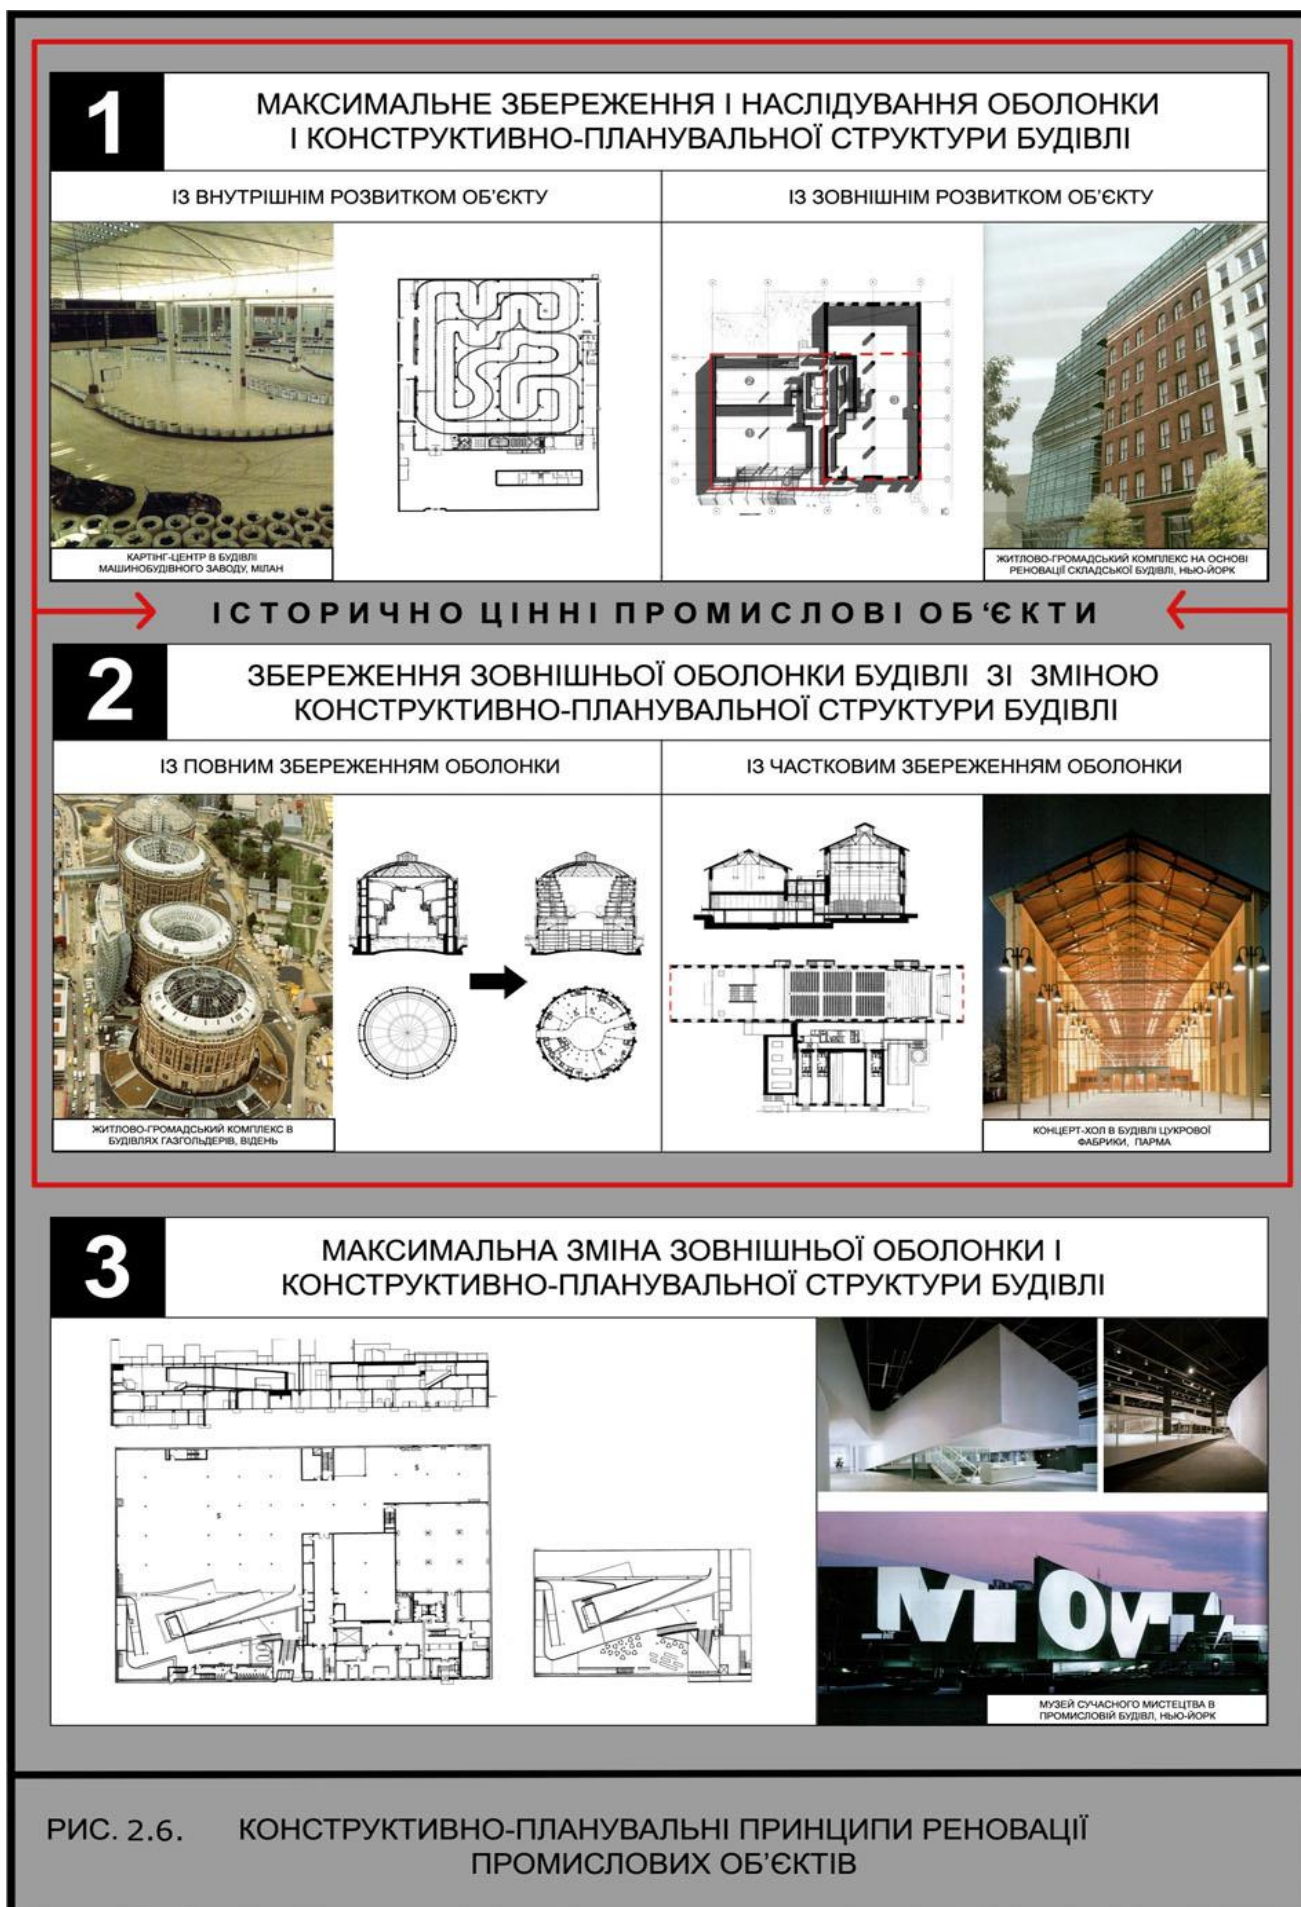 1
МАКСИМАЛЬНЕ ЗБЕРЕЖЕННЯ І НАСЛІДУВАННЯ ОБОЛОНКИ
І КОНСТРУКТИВНО-ПЛАНУВАЛЬНОЇ СТРУКТУРИ БУДІВЛІ
ІЗ ВНУТРІШНІМ РОЗВИТКОМ ОБ'ЄКТУ
ІЗ ЗОВНІШНІМ РОЗВИТКОМ ОБ'ЄКТУ
КАРТІНГ-ЦЕНТР В БУДІВЛІ
МАШИНОБУДІВНОГО ЗАВОДУ, МІЛАН
ЖИТЛОВО-ГРОМАДСЬКИЙ КОМПЛЕКС НА ОСНОВІ
РЕНОВАЦІЇ СКЛАДСЬКОЇ БУДІВЛІ, НЬЮ-ЙОРК
ІСТОРИЧНО ЦІННІ ПРОМИСЛОВІ ОБ'ЄКТИ
2
ЗБЕРЕЖЕННЯ ЗОВНІШНЬОЇ ОБОЛОНКИ БУДІВЛІ ЗІ ЗМІНОЮ
КОНСТРУКТИВНО-ПЛАНУВАЛЬНОЇ СТРУКТУРИ БУДІВЛІ
ІЗ ПОВНИМ ЗБЕРЕЖЕННЯМ ОБОЛОНКИ
ІЗ ЧАСТКОВИМ ЗБЕРЕЖЕННЯМ ОБОЛОНКИ
ЖИТЛОВО-ГРОМАДСЬКИЙ КОМПЛЕКС В
БУДІВЛЯХ ГАЗГОЛЬДЕРІВ, ВІДЕНЬ
КОНЦЕРТ-ХОЛ В БУДІВЛІ ЦУКРОВОЇ
ФАБРИКИ, ПАРМА
3
МАКСИМАЛЬНА ЗМІНА ЗОВНІШНЬОЇ ОБОЛОНКИ І
КОНСТРУКТИВНО-ПЛАНУВАЛЬНОЇ СТРУКТУРИ БУДІВЛІ
МУЗЕЙ СУЧАСНОГО МИСТЕЦТВА В
ПРОМИСЛОВІЙ БУДІВЛ, НЬЮ-ЙОРК
РИС. 2.6. КОНСТРУКТИВНО-ПЛАНУВАЛЬНІ ПРИНЦИПИ РЕНОВАЦІЇ
ПРОМИСЛОВИХ ОБ'ЄКТІВ